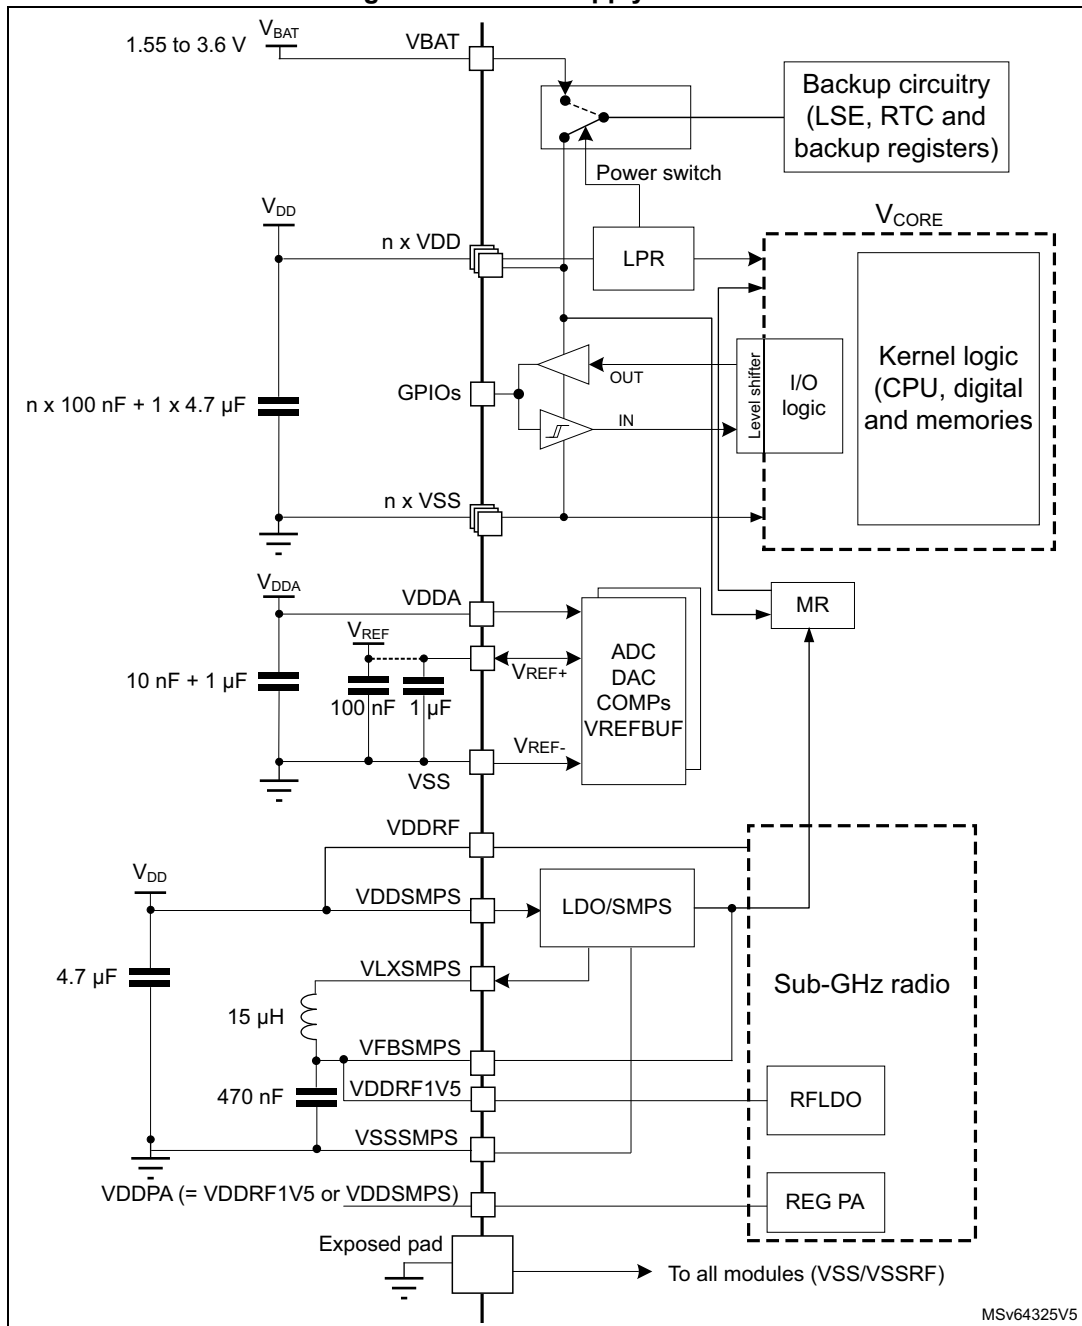 1.55 to 3.6 V
VBAT
VBAT
Backup circuitry
(LSE, RTC and
backup registers)
Power switch
VDD
n x VDD
LPR
VCORE
n x 100 nF + 1 x 4.7 µF
GPIOs
OUT
IN
Level shifter
I/O
logic
Kernel logic
(CPU, digital
and memories
n x VSS
VDDA
VDDA
MR
VREF
VREF+
ADC
DAC
COMPs
VREFBUF
10 nF + 1 µF
100 nF
1 µF
VREF-
VSS
VDDRF
VDD
VDDSMPS
LDO/SMPS
4.7 µF
VLXSMPS
15 µH
Sub-GHz radio
VFBSMPS
470 nF
VDDRF1V5
RFLDO
VSSSMPS
VDDPA (= VDDRF1V5 or VDDSMPS)
REG PA
Exposed pad
To all modules (VSS/VSSRF)
MSv64325V5